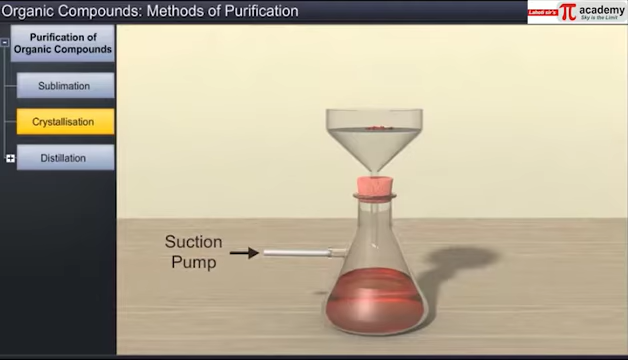 Organic Compounds: Methods of Purification
Lalsll sir's π academy
Sky is the Limit
Purification of
Organic Compounds
Sublimation
Crystallisation
Distillation
Suction
Pump